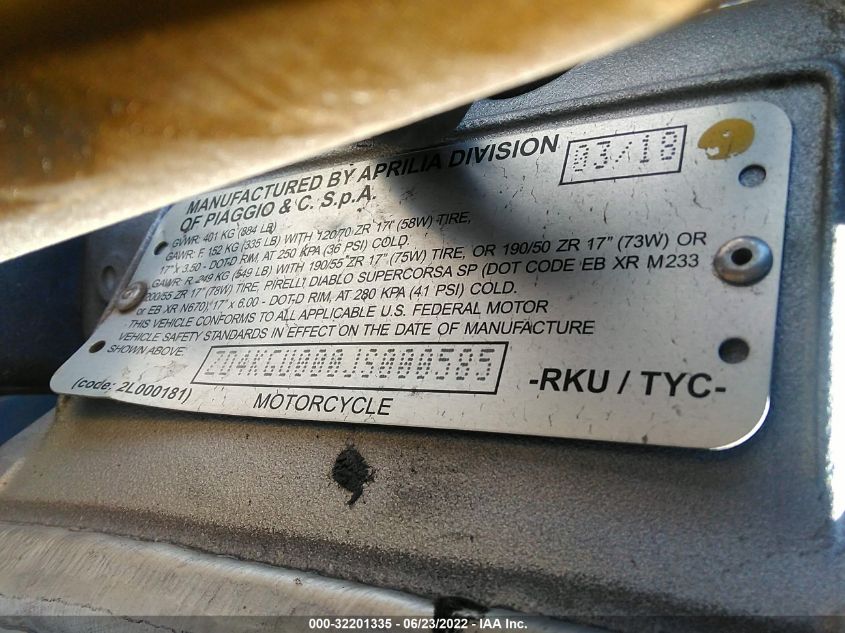 MANUFACTURED BY APRILIA DIVISION
OF PIAGGIO & C. S.p.A.
03/18
GVWR: 401 KG (884 LB)
GAWR: F 152 KG (335 LB) WITH 120/70 ZR 17" (58W) TIRE,
17" x 3.50 - DOT-D RIM, AT 250 KPA (36 PSI) COLD.
GAWR: R 249 KG (549 LB) WITH 190/55 ZR 17" (75W) TIRE, OR 190/50 ZR 17" (73W) OR
200/55 ZR 17" (78W) TIRE, PIRELLI DIABLO SUPERCORSA SP (DOT CODE EB XR M233
or EB XR N670), 17" x 6.00 - DOT-D RIM, AT 280 KPA (41 PSI) COLD.
- THIS VEHICLE CONFORMS TO ALL APPLICABLE U.S. FEDERAL MOTOR
VEHICLE SAFETY STANDARDS IN EFFECT ON THE DATE OF MANUFACTURE
SHOWN ABOVE
ZD4KGU000JS000585
-RKU / TYC-
(code: 2L000181)
MOTORCYCLE
000-32201335 - 06/23/2022 - IAA Inc.